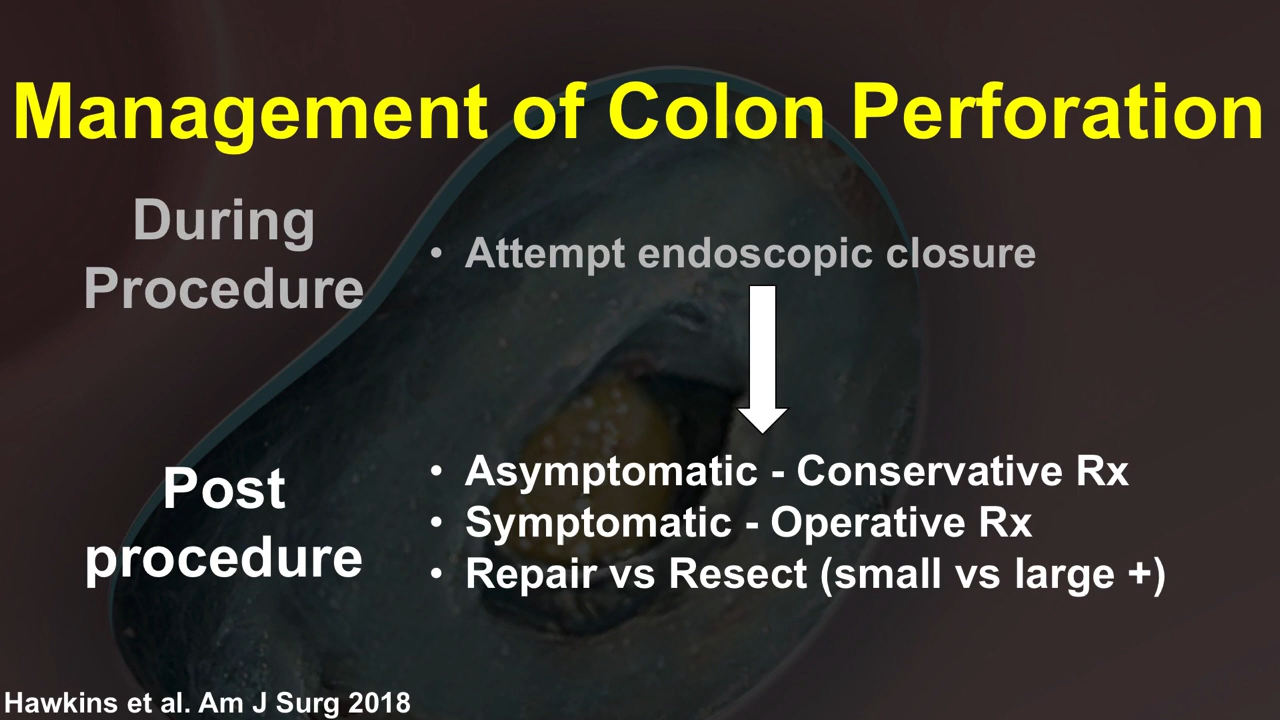 Management of Colon Perforation
During
Procedure
• Attempt endoscopic closure
Post
procedure
• Asymptomatic - Conservative Rx
• Symptomatic - Operative Rx
• Repair vs Resect (small vs large +)
Hawkins et al. Am J Surg 2018